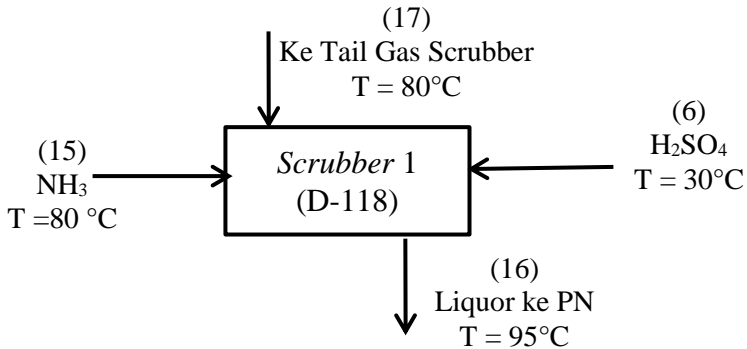 (17)
Ke Tail Gas Scrubber
T = 80°C
(15)
NH₃
T =80 °C
Scrubber 1
(D-118)
(6)
H₂SO₄
T = 30°C
(16)
Liquor ke PN
T = 95°C